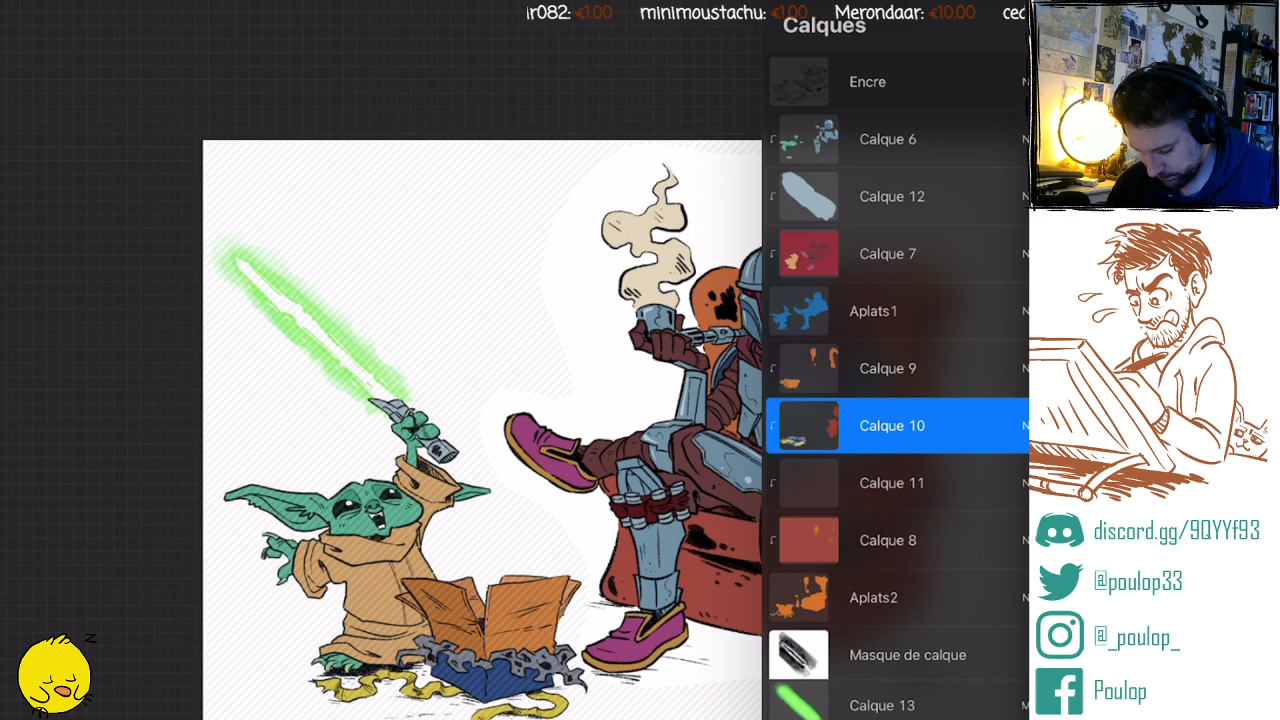 ir082: €1.00 minimoustachu: €1.00 Merondaar: €10.00
Calques
Encre
Calque 6
Calque 12
Calque 7
Aplats1
Calque 9
Calque 10
Calque 11
Calque 8
Aplats2
Masque de calque
Calque 13
discord.gg/9QYYf93
@poulop33
@_poulop_
Poulop
z